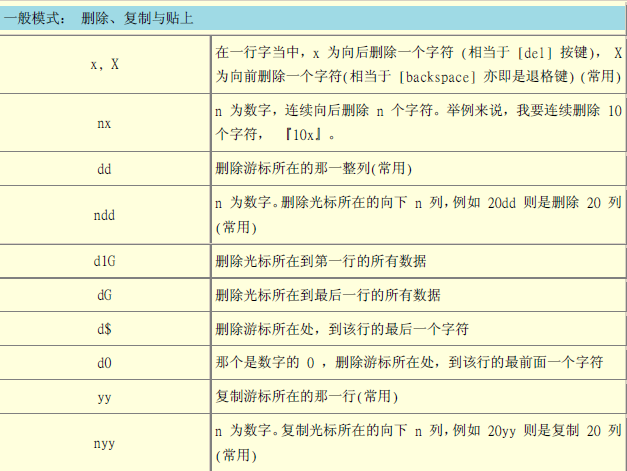 一般模式: 删除、复制与贴上
x, X
在一行字当中，x 为向后删除一个字符 (相当于 [del] 按键)， X
为向前删除一个字符(相当于 [backspace] 亦即是退格键) (常用)
nx
n 为数字，连续向后删除 n 个字符。举例来说，我要连续删除 10
个字符， 『10x』。
dd
删除游标所在的那一整列(常用)
ndd
n 为数字。删除光标所在的向下 n 列，例如 20dd 则是删除 20 列
(常用)
d1G
删除光标所在到第一行的所有数据
dG
删除光标所在到最后一行的所有数据
d$
删除游标所在处，到该行的最后一个字符
d0
那个是数字的 0 ，删除游标所在处，到该行的最前面一个字符
yy
复制游标所在的那一行(常用)
nyy
n 为数字。复制光标所在的向下 n 列，例如 20yy 则是复制 20 列
(常用)